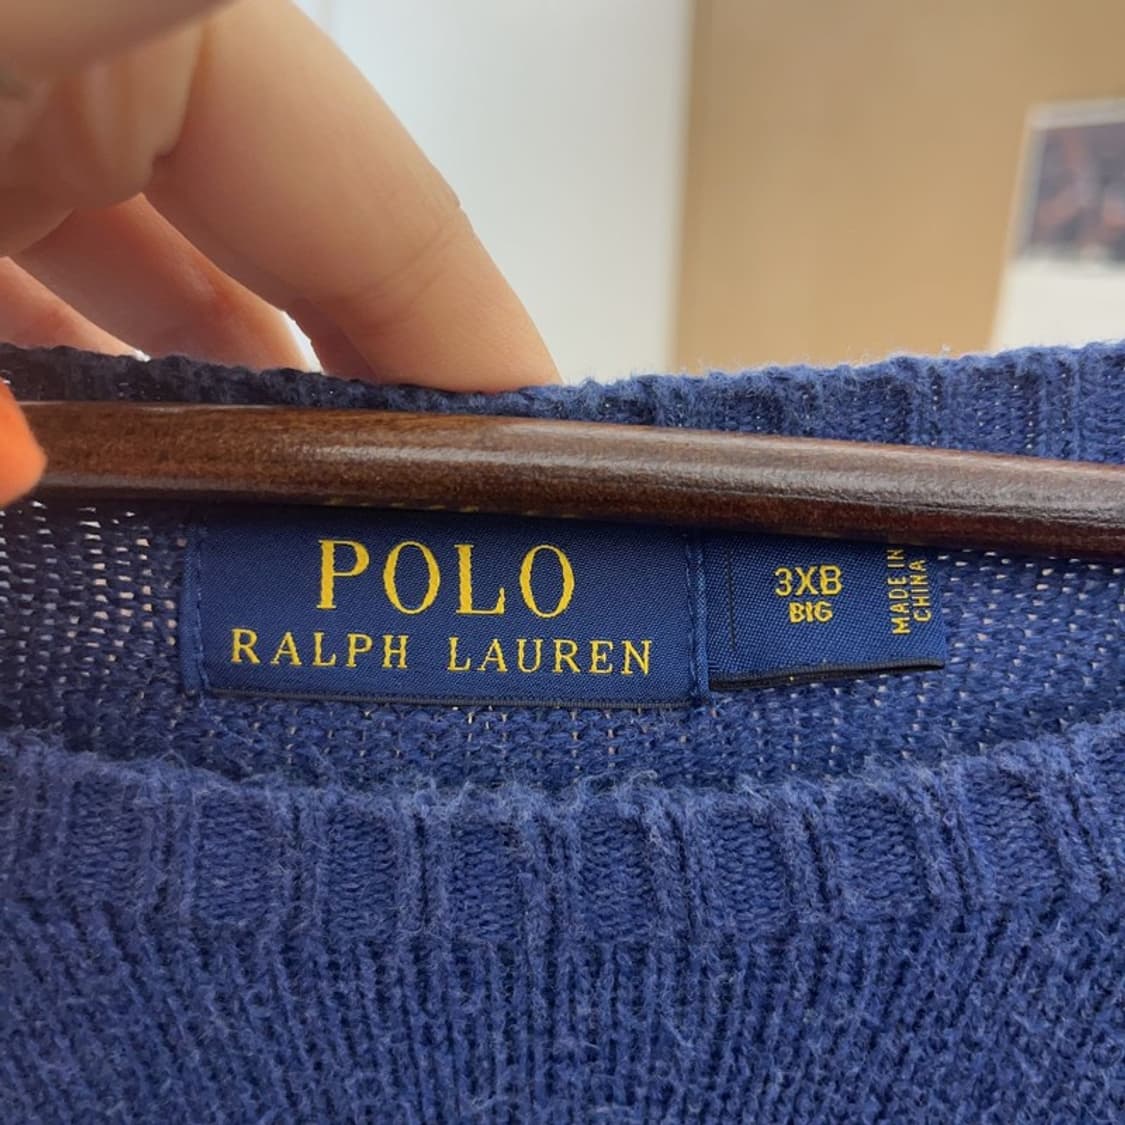 POLO
RALPH LAUREN
3XB
BIG
MADE IN
CHINA